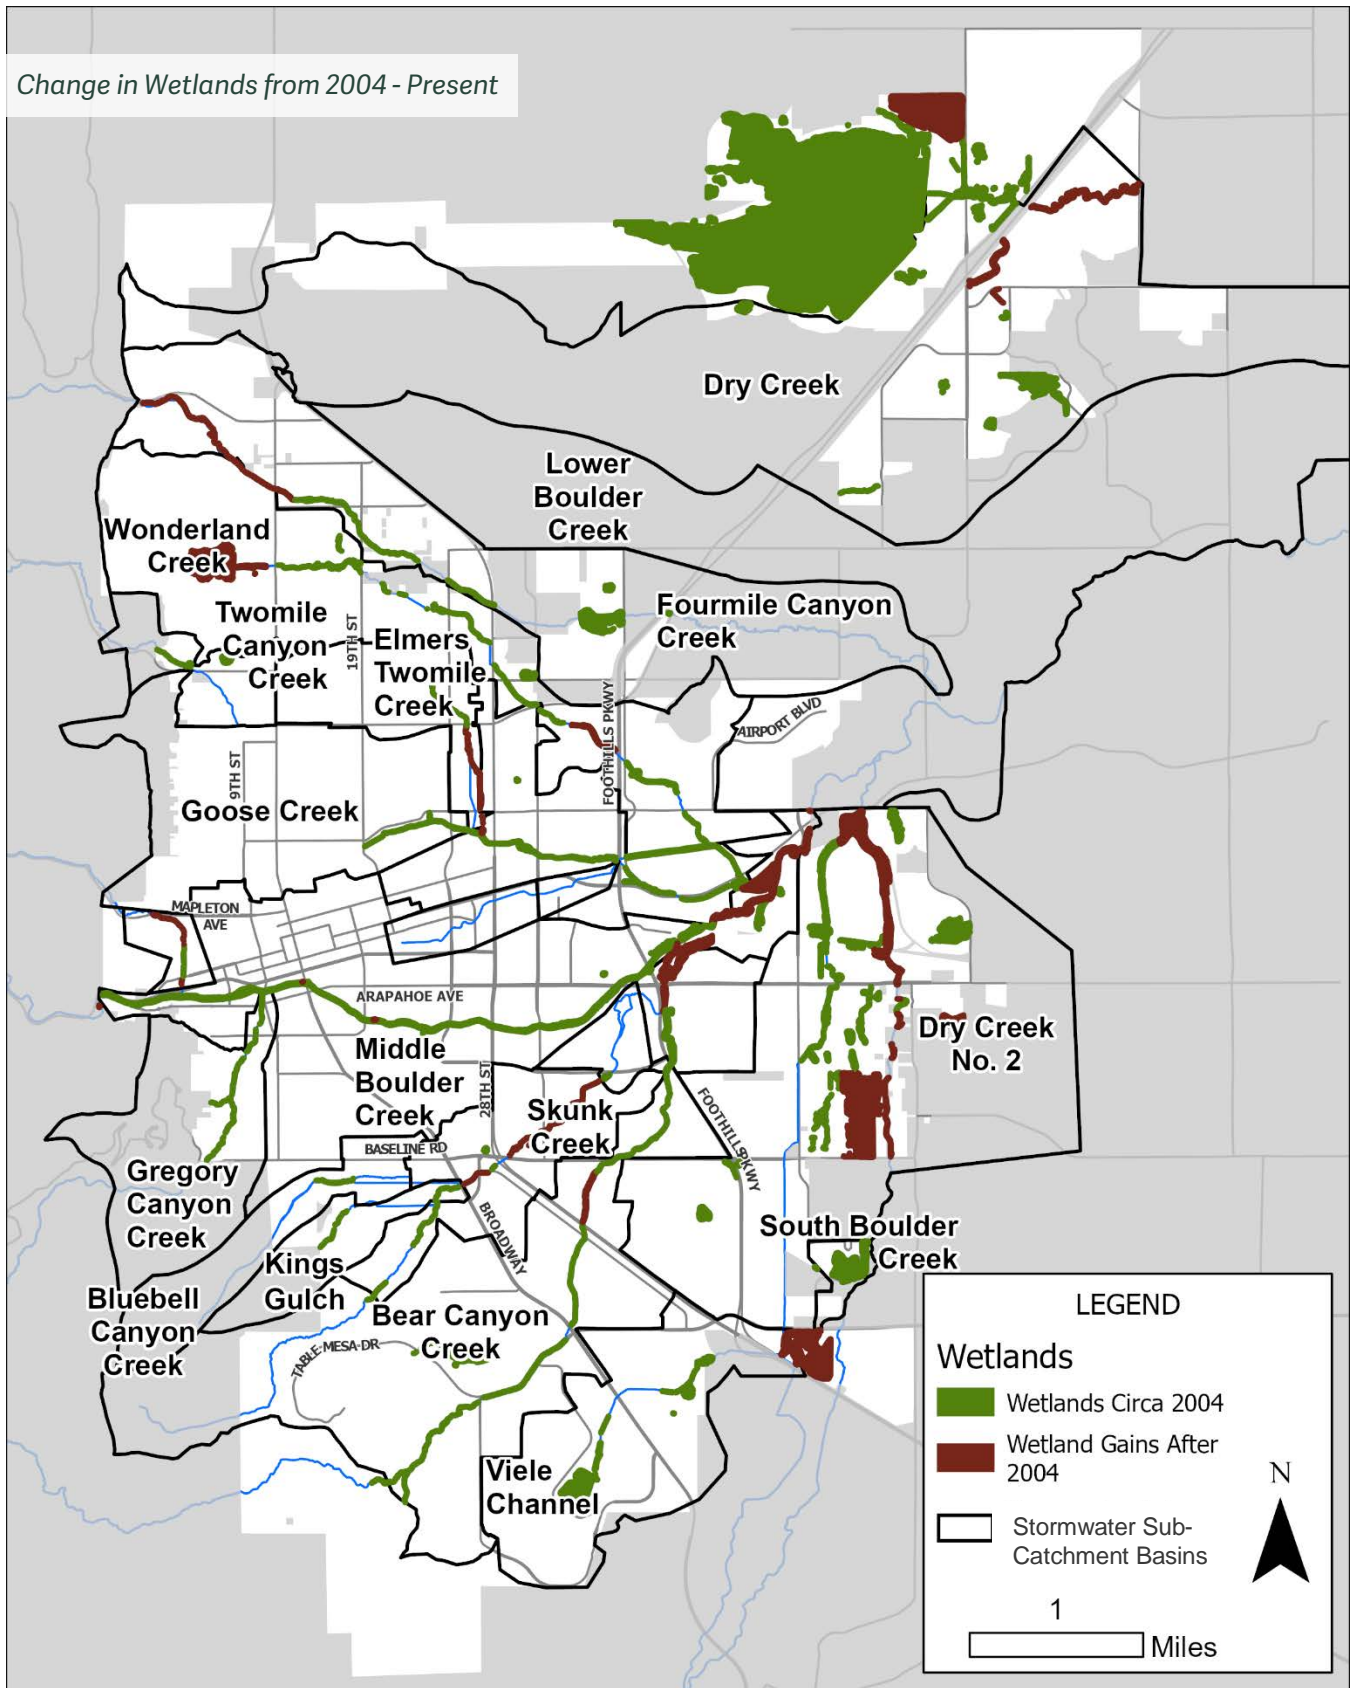 Change in Wetlands from 2004 - Present
Dry Creek
Lower
Boulder
Creek
Wonderland
Creek
Twomile
Canyon
Creek
19TH ST
Elmers
Twomile
Creek
Fourmile Canyon
Creek
FOOTHILLS PKWY
AIRPORT BLVD
9TH ST
Goose Creek
MAPLETON
AVE
ARAPAHOE AVE
Middle
Boulder
Creek
28TH ST
Skunk
Creek
Dry Creek
No. 2
FOOTHILLS PKWY
BASELINE RD
Gregory
Canyon
Creek
BROADWAY
South Boulder
Creek
Kings
Gulch
Bluebell
Canyon
Creek
Bear Canyon
Creek
TABLE MESA DR
Viele
Channel
LEGEND
Wetlands
Wetlands Circa 2004
Wetland Gains After
2004
Stormwater Sub-
Catchment Basins
N
1
Miles